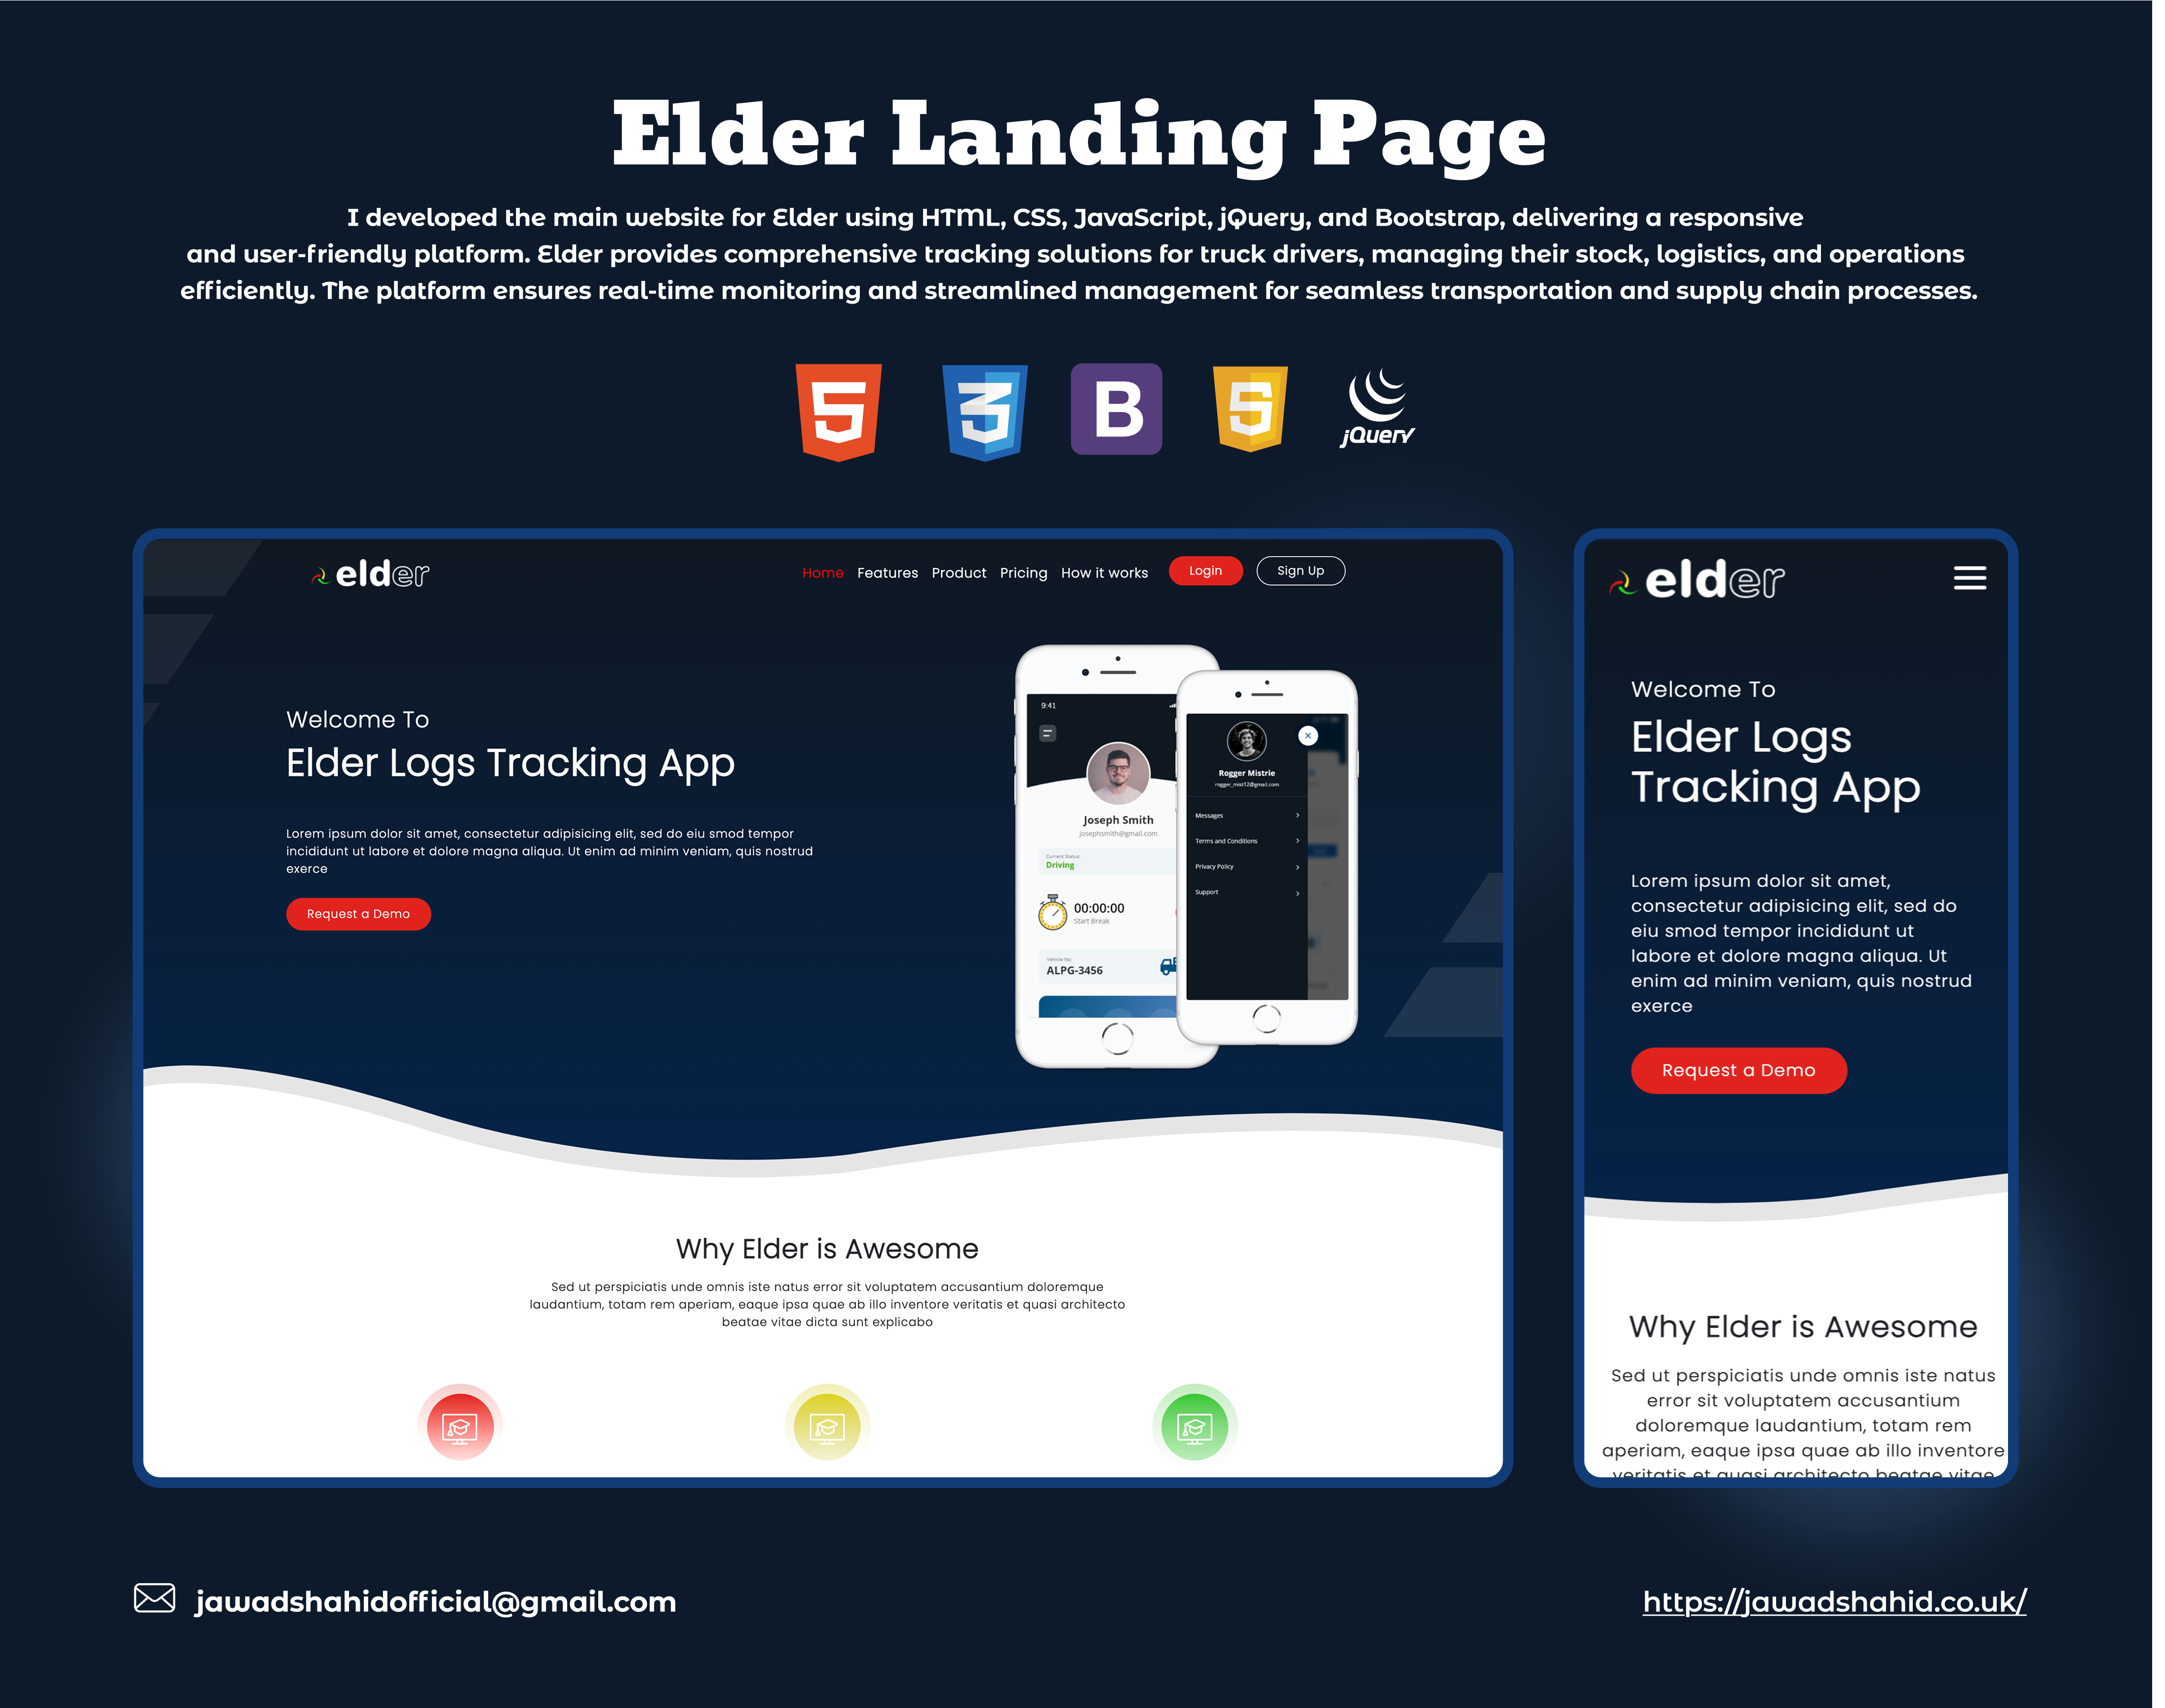 Elder Landing Page
I developed the main website for Elder using HTML, CSS, JavaScript, jQuery, and Bootstrap, delivering a responsive
and user-friendly platform. Elder provides comprehensive tracking solutions for truck drivers, managing their stock, logistics, and operations
efficiently. The platform ensures real-time monitoring and streamlined management for seamless transportation and supply chain processes.
5 3 B S jQuery
elder
Home Features Product Pricing How it works Login Sign Up
Welcome To
Elder Logs Tracking App
Lorem ipsum dolor sit amet, consectetur adipisicing elit, sed do eiu smod tempor
incididunt ut labore et dolore magna aliqua. Ut enim ad minim veniam, quis nostrud
exerce
Request a Demo
9:41
Joseph Smith
josephsmith@gmail.com
Current Status:
Driving
00:00:00
Start Break
Vehicle No:
ALPG-3456
Rogger Mistrie
rogger_mist12@gmail.com
Messages
Terms and Conditions
Privacy Policy
Support
Why Elder is Awesome
Sed ut perspiciatis unde omnis iste natus error sit voluptatem accusantium doloremque
laudantium, totam rem aperiam, eaque ipsa quae ab illo inventore veritatis et quasi architecto
beatae vitae dicta sunt explicabo
elder
Welcome To
Elder Logs
Tracking App
Lorem ipsum dolor sit amet,
consectetur adipisicing elit, sed do
eiu smod tempor incididunt ut
labore et dolore magna aliqua. Ut
enim ad minim veniam, quis nostrud
exerce
Request a Demo
Why Elder is Awesome
Sed ut perspiciatis unde omnis iste natus
error sit voluptatem accusantium
doloremque laudantium, totam rem
aperiam, eaque ipsa quae ab illo inventore
veritatis et quasi architecto beatae vitae
jawadshahidofficial@gmail.com
https://jawadshahid.co.uk/